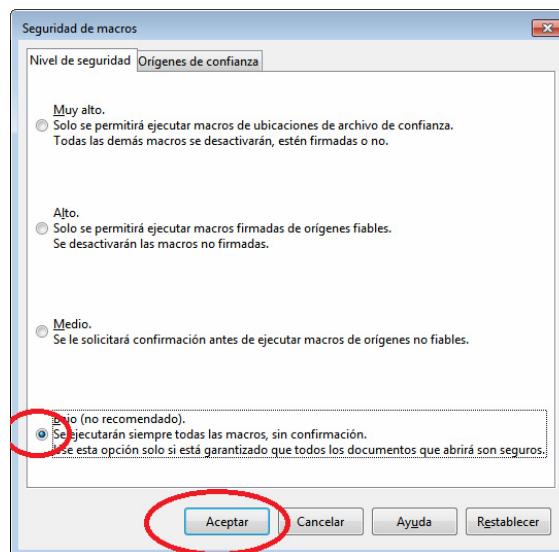 Seguridad de macros
Nivel de seguridad Orígenes de confianza
Muy alto.
Solo se permitirá ejecutar macros de ubicaciones de archivo de confianza.
Todas las demás macros se desactivarán, estén firmadas o no.
Alto.
Solo se permitirá ejecutar macros firmadas de orígenes fiables.
Se desactivarán las macros no firmadas.
Medio.
Se le solicitará confirmación antes de ejecutar macros de orígenes no fiables.
Bajo (no recomendado).
Se ejecutarán siempre todas las macros, sin confirmación.
Use esta opción solo si está garantizado que todos los documentos que abrirá son seguros.
Aceptar Cancelar Ayuda Restablecer